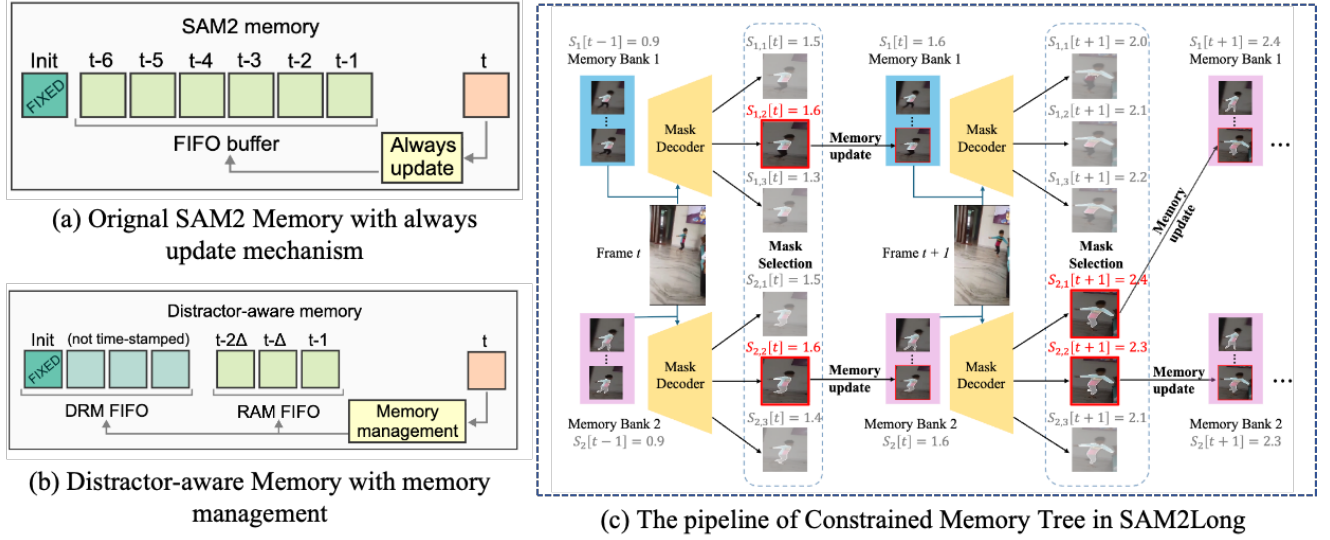 SAM2 memory
Init
t-6
t-5
t-4
t-3
t-2
t-1
t
FIXED
FIFO buffer
Always
update
(a) Orignal SAM2 Memory with always
update mechanism
Distractor-aware memory
Init
(not time-stamped)
t-2Δ
t-Δ
t-1
t
FIXED
DRM FIFO
RAM FIFO
Memory
management
(b) Distractor-aware Memory with memory
management
S₁[t − 1] = 0.9
Memory Bank 1
Mask
Decoder
S₁,₁[t] = 1.5
S₁,₂[t] = 1.6
S₁,₃[t] = 1.3
Memory
update
S₁[t] = 1.6
Memory Bank 1
Mask
Decoder
S₁,₁[t + 1] = 2.0
S₁,₂[t + 1] = 2.1
S₁,₃[t + 1] = 2.2
Memory
update
S₁[t + 1] = 2.4
Memory Bank 1
Frame t
Mask
Selection
Frame t + 1
Mask
Selection
S₂,₁[t] = 1.5
S₂,₂[t] = 1.6
S₂,₃[t] = 1.4
Mask
Decoder
Memory Bank 2
S₂[t − 1] = 0.9
Memory
update
Memory Bank 2
S₂[t] = 1.6
Mask
Decoder
S₂,₁[t + 1] = 2.4
S₂,₂[t + 1] = 2.3
S₂,₃[t + 1] = 2.1
Memory
update
Memory Bank 2
S₂[t + 1] = 2.3
(c) The pipeline of Constrained Memory Tree in SAM2Long